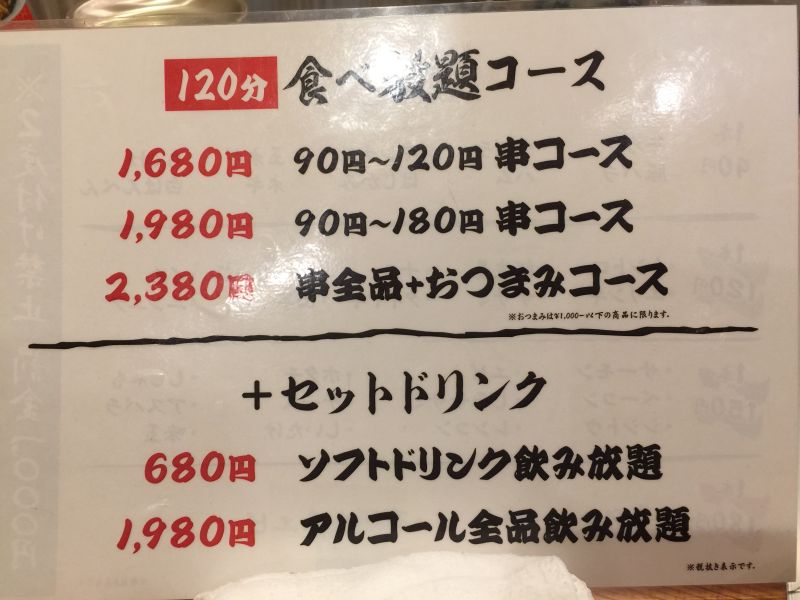 120分 食べ放題コース
1,680円 90円～120円 串コース
1,980円 90円～180円 串コース
2,380円 串全品+おつまみコース
※おつまみは¥1,000-以下の商品に限ります。
＋セットドリンク
680円 ソフトドリンク飲み放題
1,980円 アルコール全品飲み放題
※税抜き表示です。